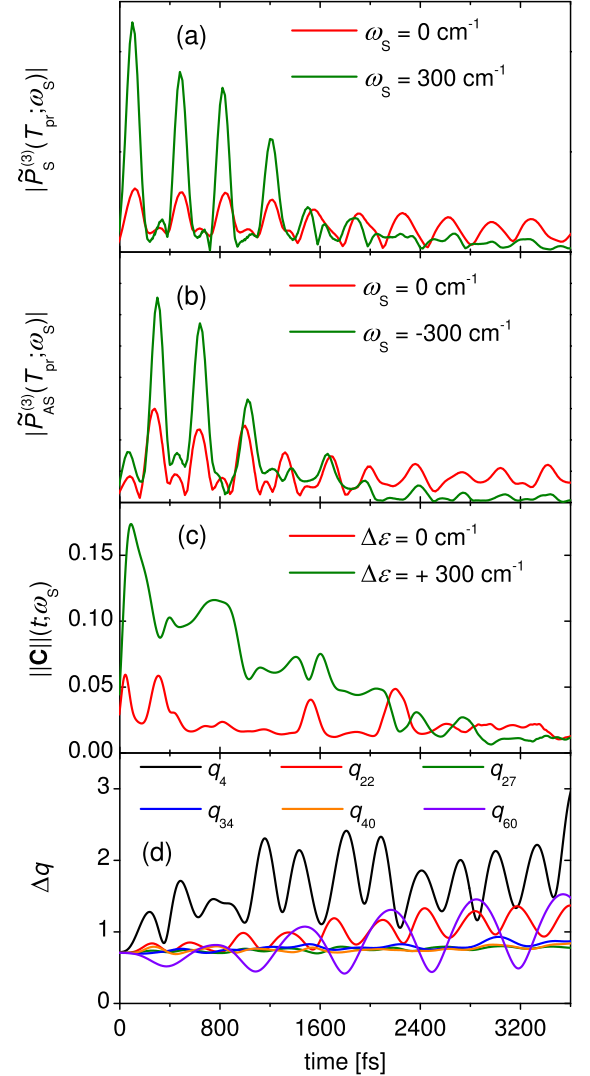 (a)
ω_S = 0 cm⁻¹
ω_S = 300 cm⁻¹
|P̃_S^(3)(T_pr;ω_S)|
(b)
ω_S = 0 cm⁻¹
ω_S = -300 cm⁻¹
|P̃_AS^(3)(T_pr;ω_S)|
(c)
Δε = 0 cm⁻¹
Δε = + 300 cm⁻¹
||C||(t;ω_S)
0.15
0.10
0.05
0.00
q_4 q_22 q_27
q_34 q_40 q_60
(d)
Δq
3
2
1
0
0 800 1600 2400 3200
time [fs]